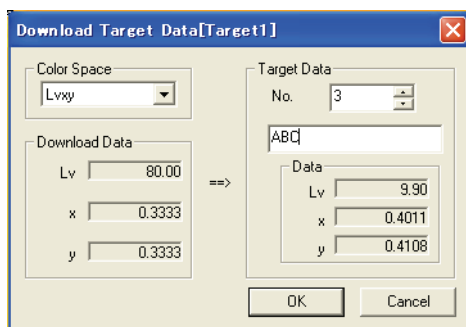 Download Target Data[Target1]
Color Space
Lvxy
Download Data
Lv 80.00
x 0.3333
y 0.3333
==>
Target Data
No. 3
ABC
Data
Lv 9.90
x 0.4011
y 0.4108
OK Cancel